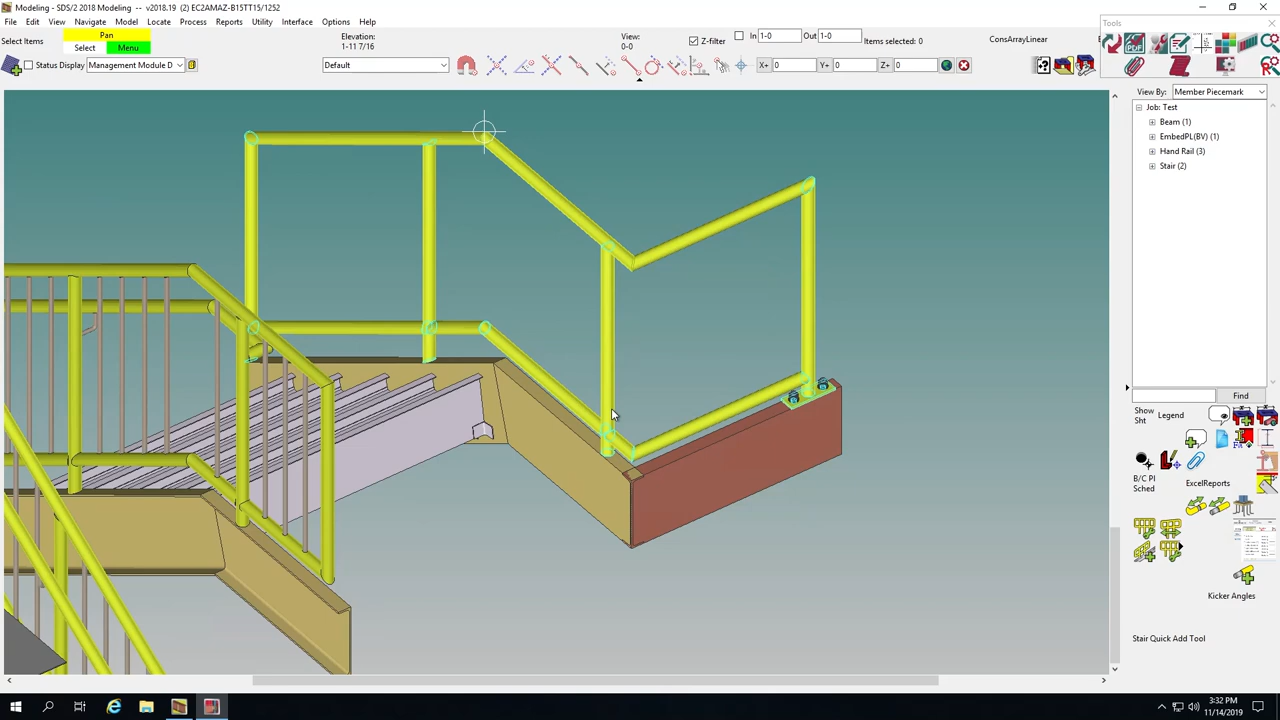 Modeling - SDS/2 2018 Modeling -- v2018.19 () EC2AMAZ-B15TT15/1252
File Edit View Navigate Model Locate Process Reports Utility Interface Options Help
Tools
Select Items
Pan
Select
Menu
Elevation:
1-11 7/16
View:
0-0
Z-filter
In
1-0
Out
1-0
Items selected: 0
ConsArrayLinear
Status Display
Management Module D
Default
X+
0
Y+
0
Z+
0
View By:
Member Piecemark
Job: Test
Beam (1)
EmbedPL(BV) (1)
Hand Rail (3)
Stair (2)
Find
Show
Sht
Legend
FA
B/C Pl
Sched
ExcelReports
Kicker Angles
Stair Quick Add Tool
3:32 PM
11/14/2019